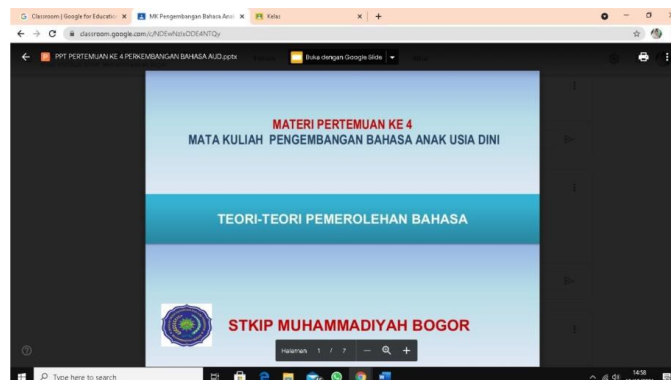 Classroom | Google for Educatio
MK Pengembangan Bahasa Anak
Kelas
classroom.google.com/c/
PPT PERTEMUAN KE 4 PERKEMBANGAN BAHASA AUD.pptx
Buka dengan Google Slide
MATERI PERTEMUAN KE 4
MATA KULIAH PENGEMBANGAN BAHASA ANAK USIA DINI
TEORI-TEORI PEMEROLEHAN BAHASA
STKIP MUHAMMADIYAH BOGOR
Halaman 1 / 7
Type here to search
14:58